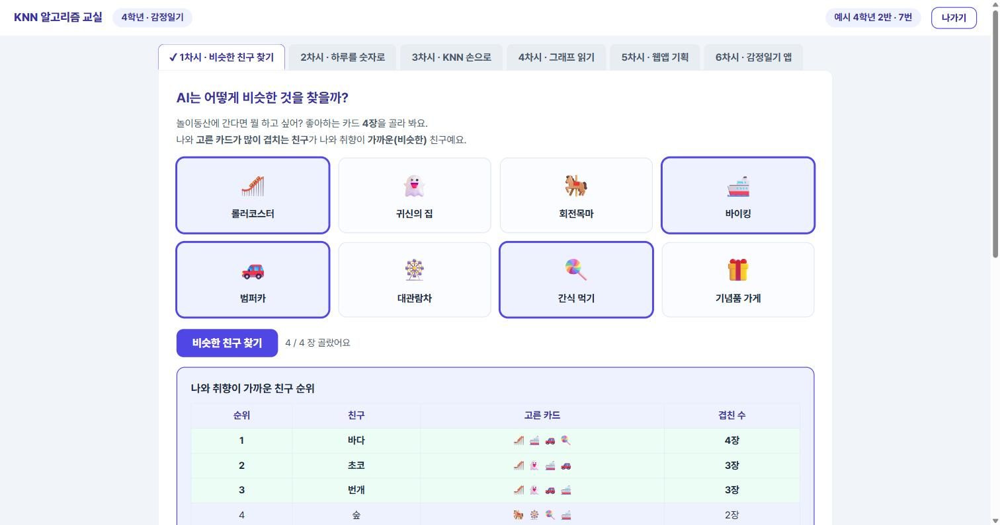 KNN 알고리즘 교실 4학년 · 감정일기 예시 4학년 2반 · 7번 나가기
✓ 1차시 · 비슷한 친구 찾기 2차시 · 하루를 숫자로 3차시 · KNN 손으로 4차시 · 그래프 읽기 5차시 · 웹앱 기획 6차시 · 감정일기 앱
AI는 어떻게 비슷한 것을 찾을까?
놀이동산에 간다면 뭘 하고 싶어? 좋아하는 카드 4장을 골라 봐요.
나와 고른 카드가 많이 겹치는 친구가 나와 취향이 가까운(비슷한) 친구예요.
롤러코스터 귀신의 집 회전목마 바이킹
범퍼카 대관람차 간식 먹기 기념품 가게
비슷한 친구 찾기 4 / 4 장 골랐어요
나와 취향이 가까운 친구 순위
순위 친구 고른 카드 겹친 수
1 바다 4장
2 초코 3장
3 번개 3장
4 숲 2장